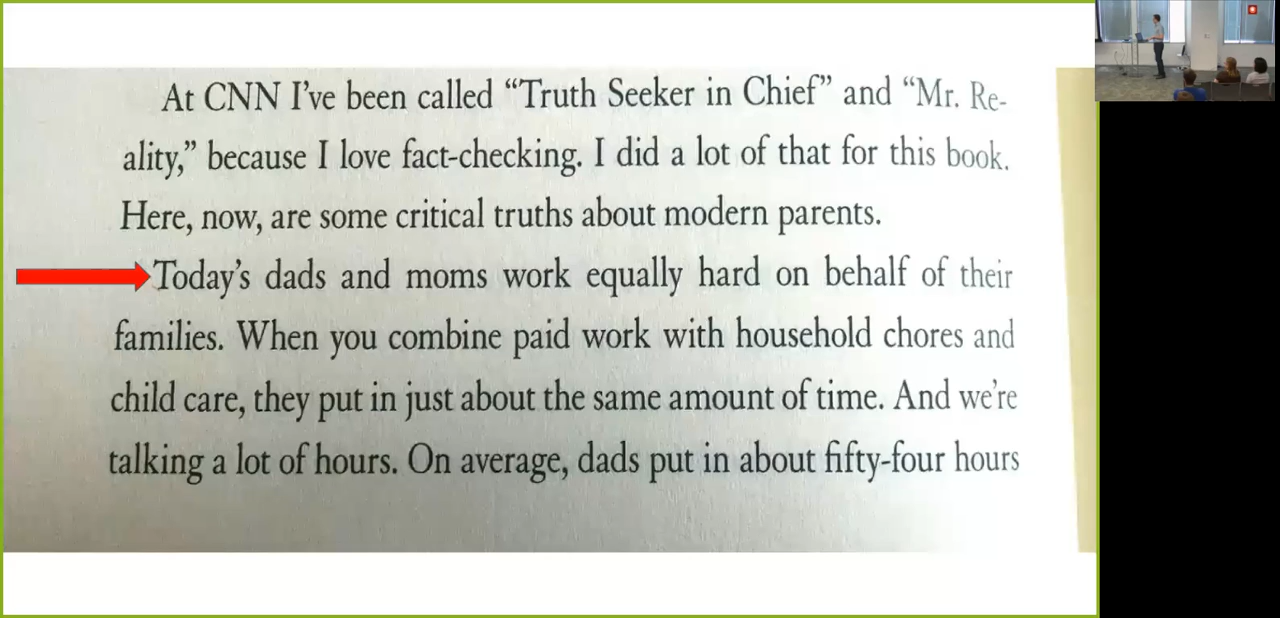 At CNN I've been called “Truth Seeker in Chief” and “Mr. Re-
ality,” because I love fact-checking. I did a lot of that for this book.
Here, now, are some critical truths about modern parents.
Today's dads and moms work equally hard on behalf of their
families. When you combine paid work with household chores and
child care, they put in just about the same amount of time. And we're
talking a lot of hours. On average, dads put in about fifty-four hours